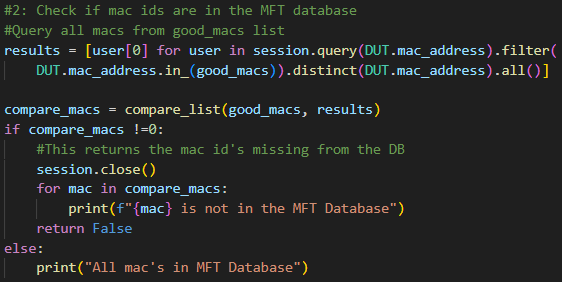 #2: Check if mac ids are in the MFT database
#Query all macs from good_macs list
results = [user[0] for user in session.query(DUT.mac_address).filter(
    DUT.mac_address.in_(good_macs)).distinct(DUT.mac_address).all()]

compare_macs = compare_list(good_macs, results)
if compare_macs !=0:
    #This returns the mac id's missing from the DB
    session.close()
    for mac in compare_macs:
        print(f"{mac} is not in the MFT Database")
    return False
else:
    print("All mac's in MFT Database")